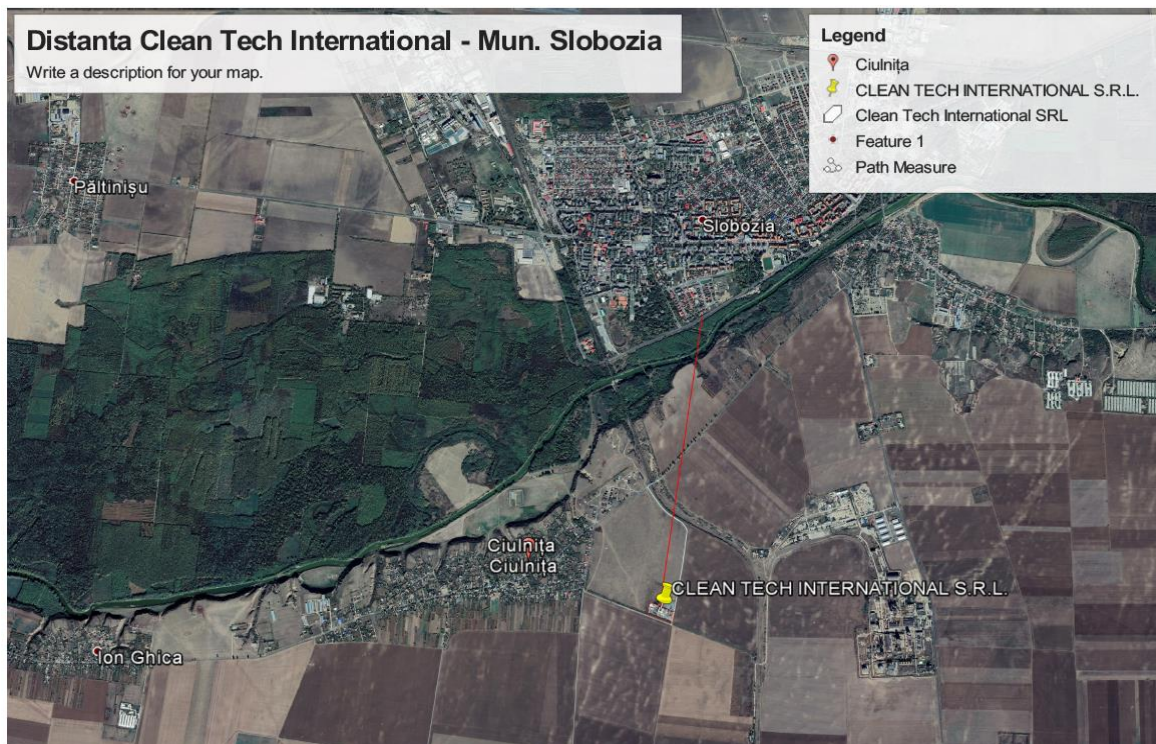 Distanta Clean Tech International - Mun. Slobozia
Write a description for your map.
Legend
Ciulnița
CLEAN TECH INTERNATIONAL S.R.L.
Clean Tech International SRL
Feature 1
Path Measure
Păltinișu
Slobozia
Ciulnița
Ciulnița
CLEAN TECH INTERNATIONAL S.R.L.
Ion Ghica